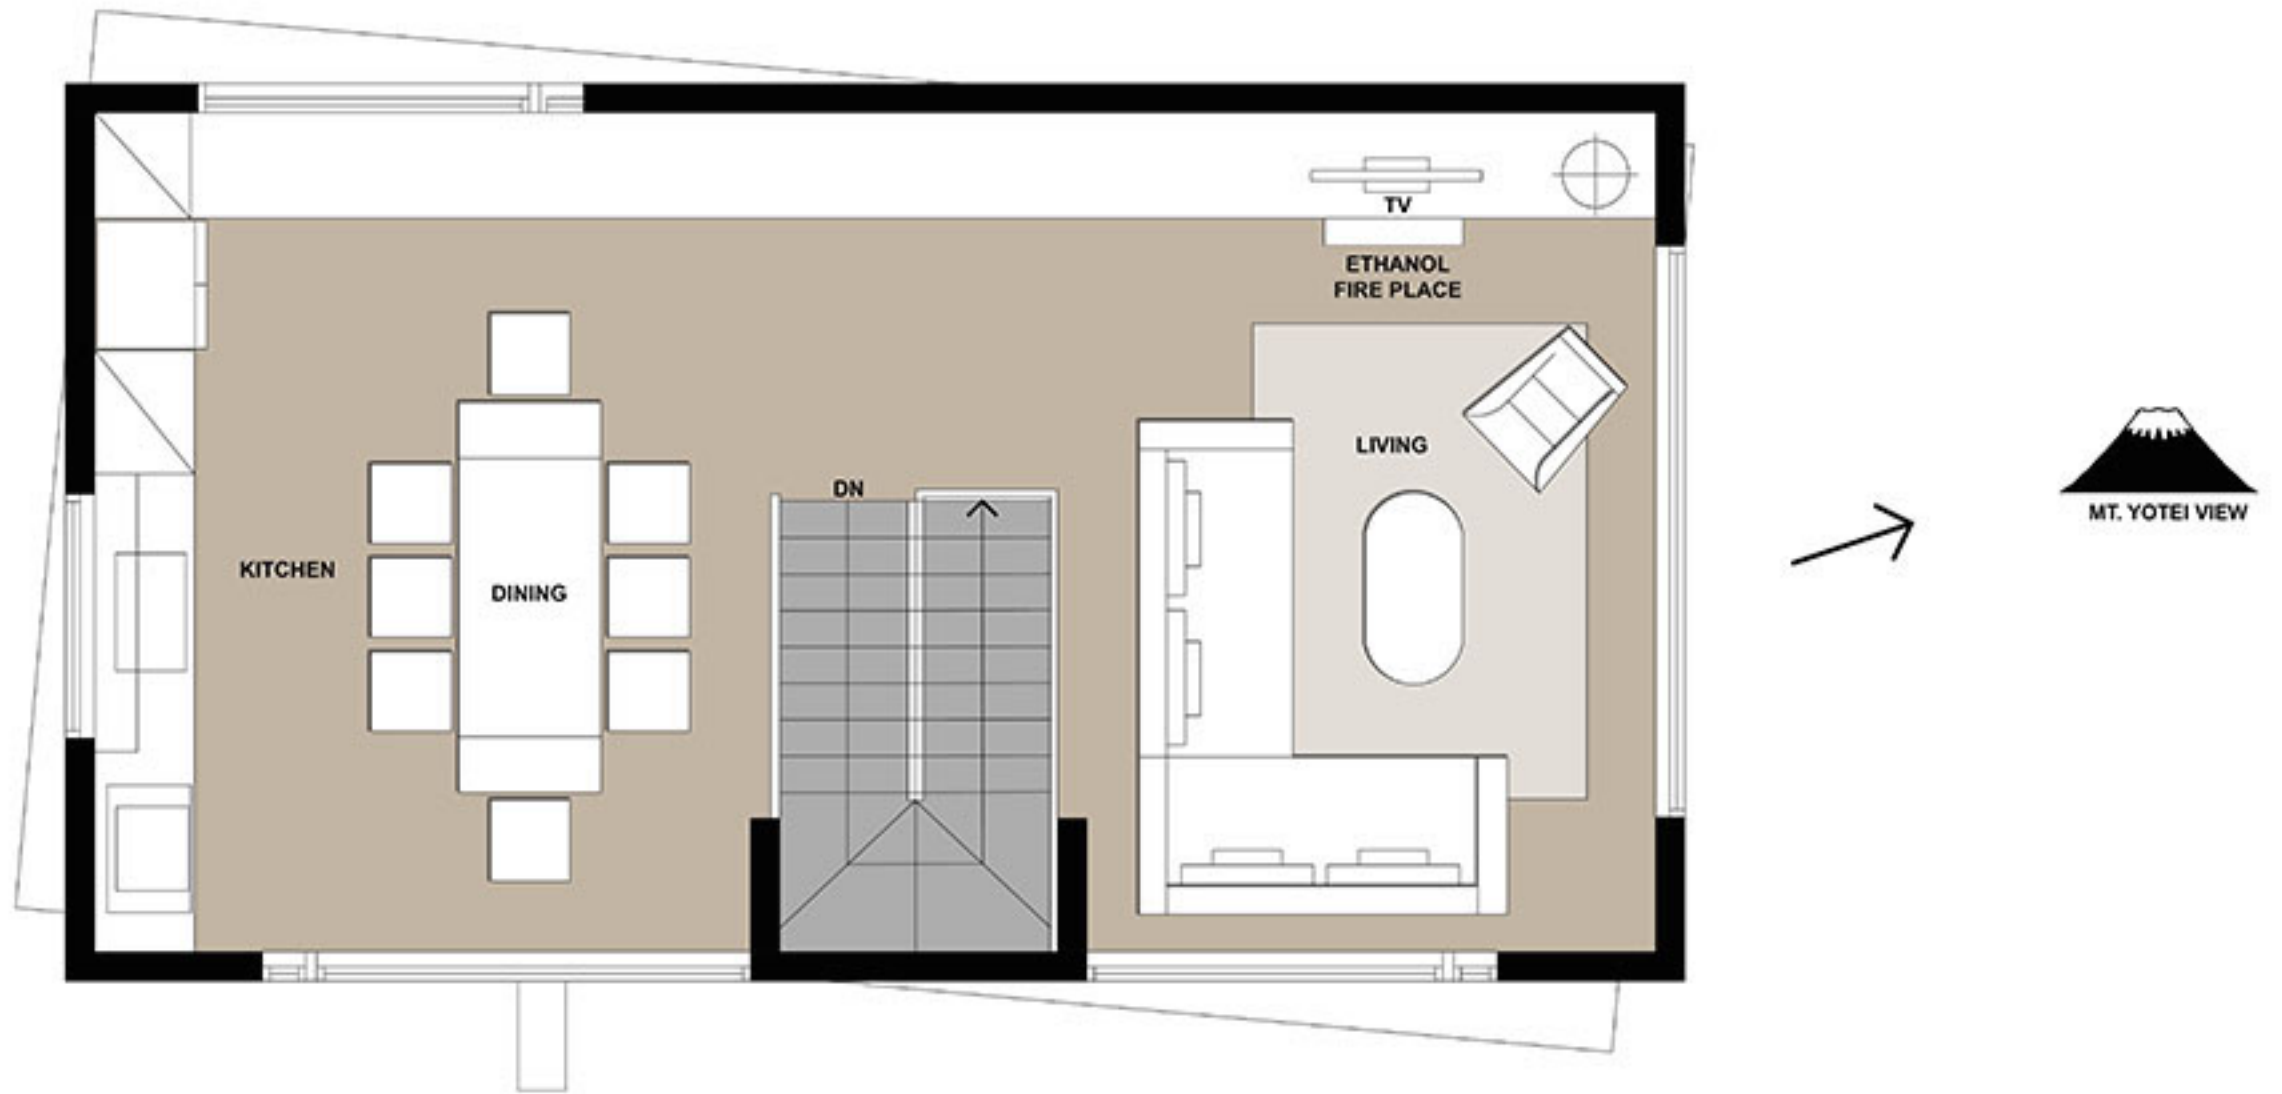 TV
ETHANOL
FIRE PLACE
LIVING
DN
KITCHEN
DINING
MT. YOTEI VIEW